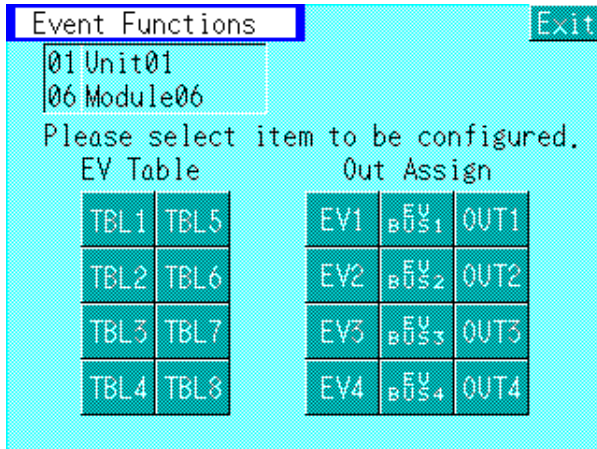 Event Functions Exit
01 Unit01
06 Module06
Please select item to be configured.
EV Table Out Assign
TBL1 TBL5 EV1 EV BUS1 OUT1
TBL2 TBL6 EV2 EV BUS2 OUT2
TBL3 TBL7 EV3 EV BUS3 OUT3
TBL4 TBL8 EV4 EV BUS4 OUT4